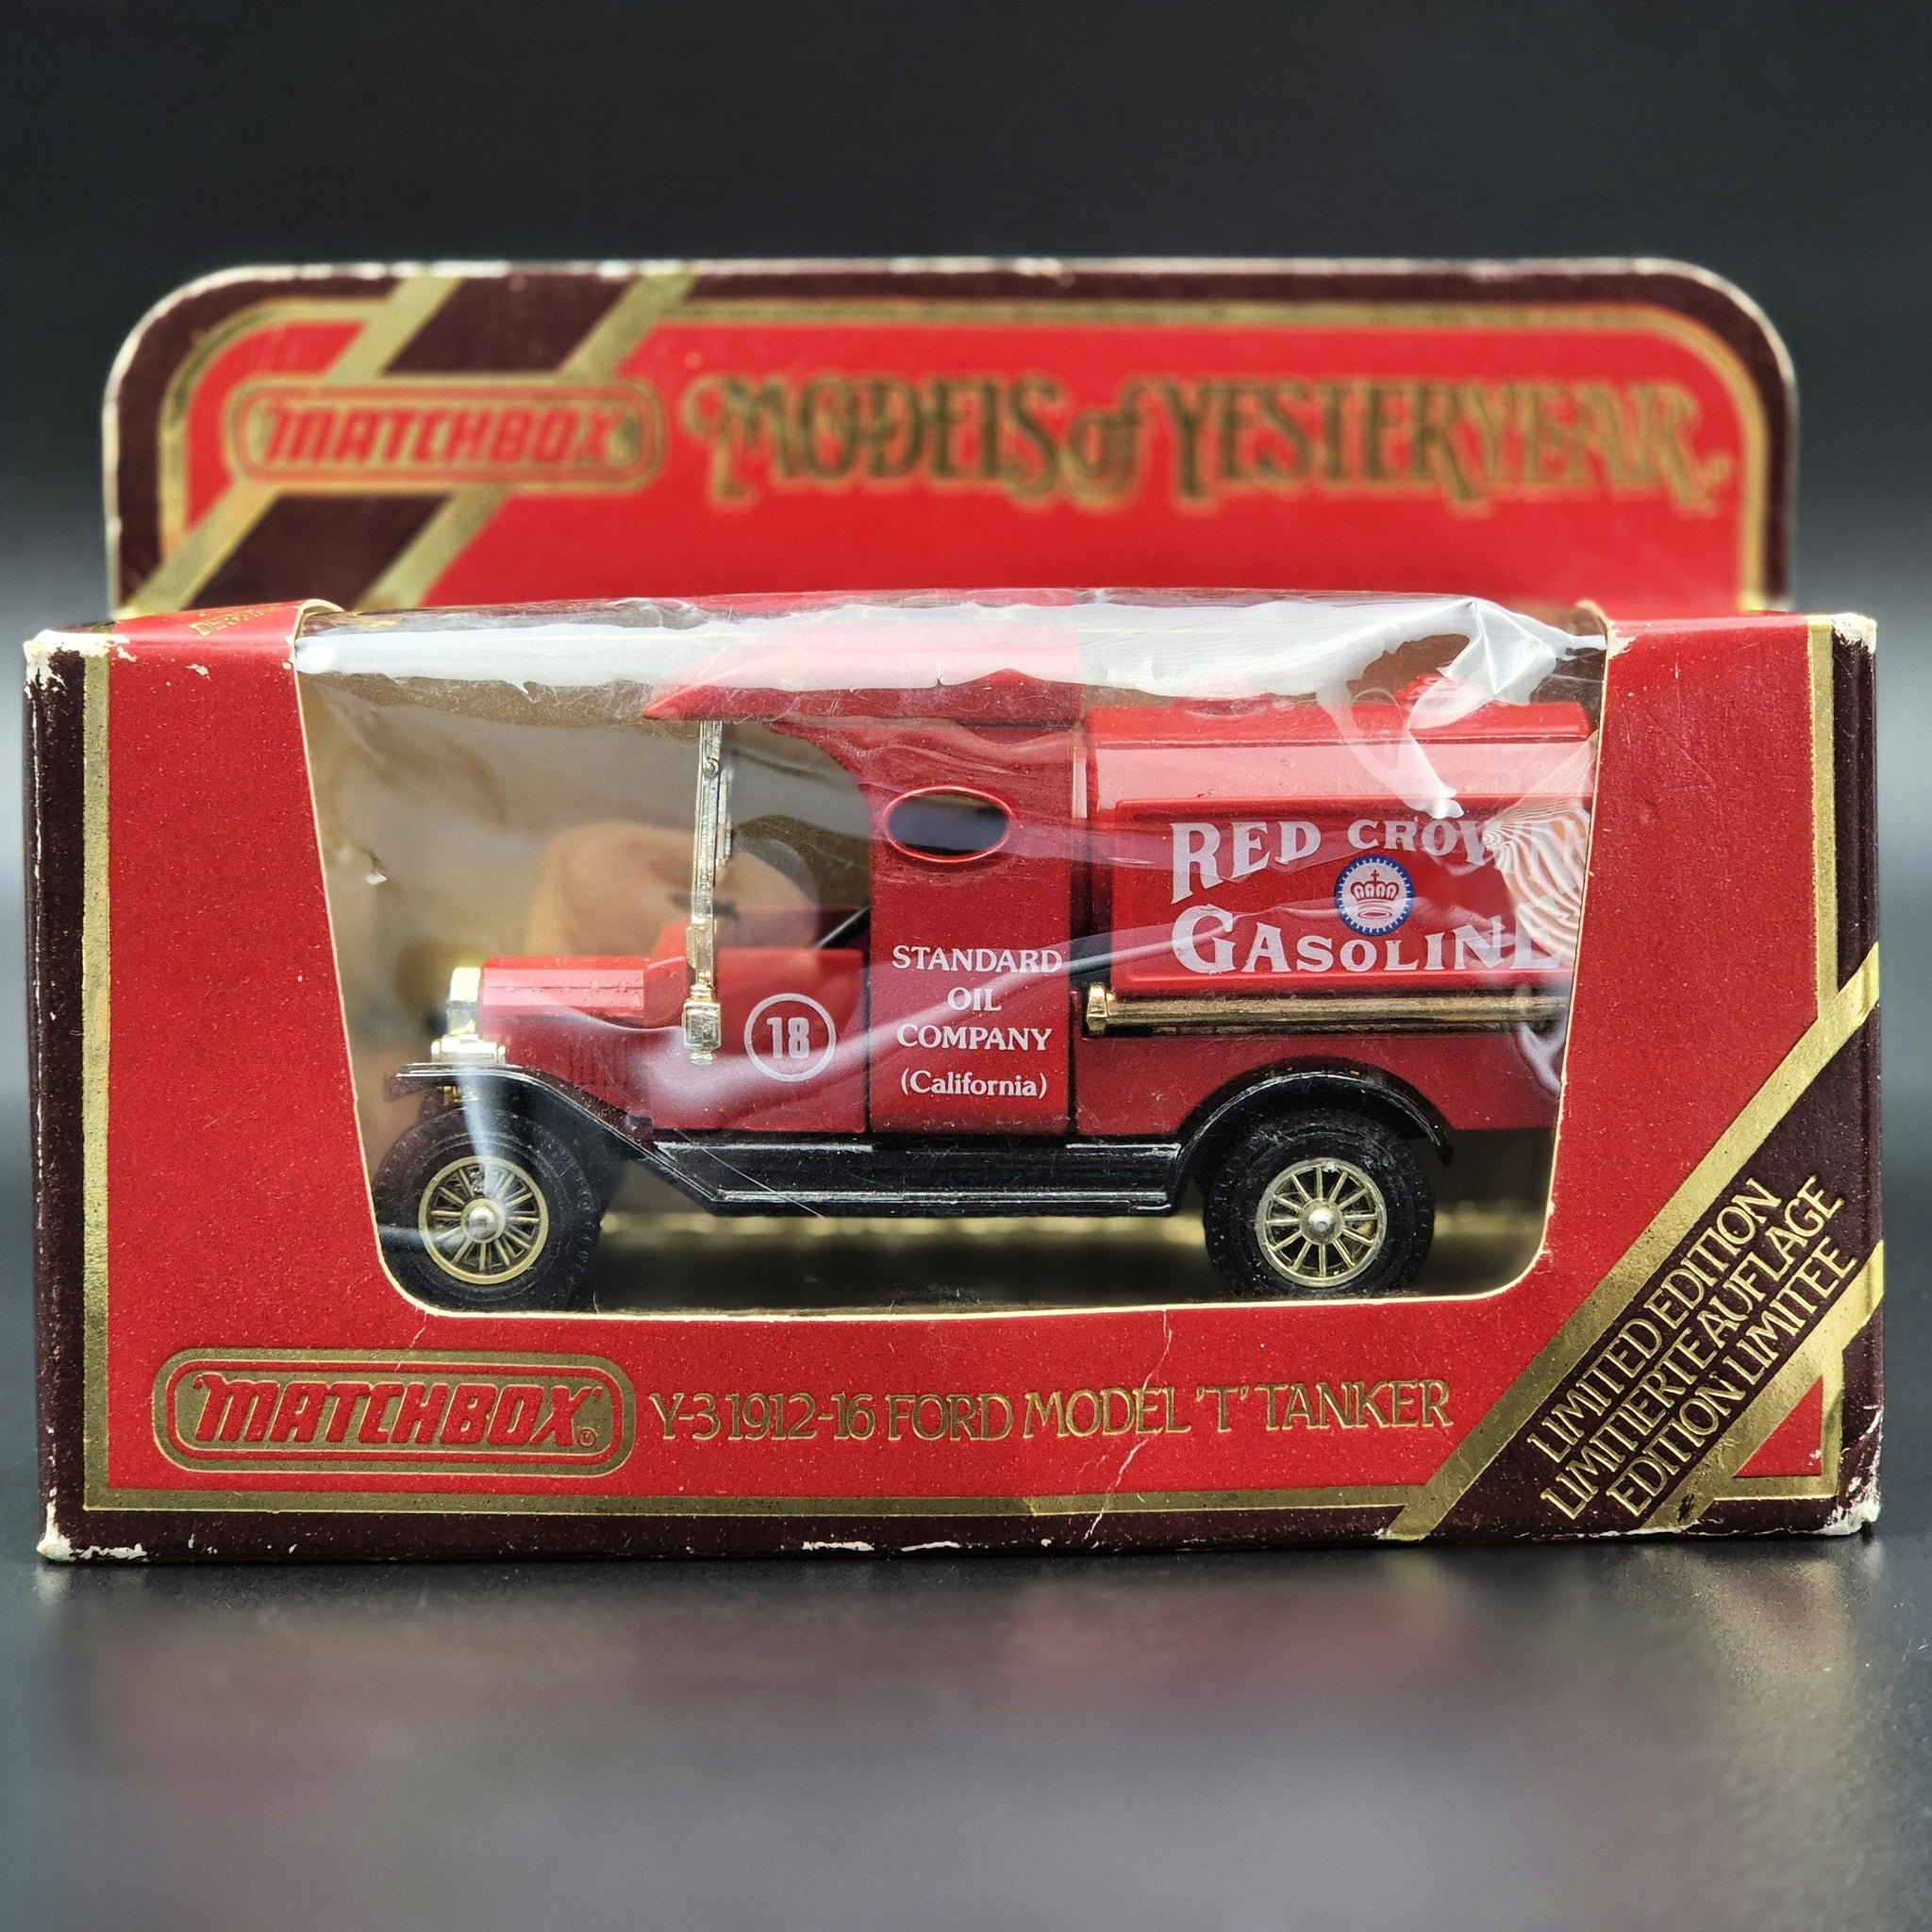 MATCHBOX MODELS of YESTERYEAR
RED CROWN
GASOLINE
18
STANDARD
OIL
COMPANY
(California)
MATCHBOX Y-3 1912-16 FORD MODEL 'T' TANKER
LIMITED EDITION
LIMITIERTE AUFLAGE
EDITION LIMITEE